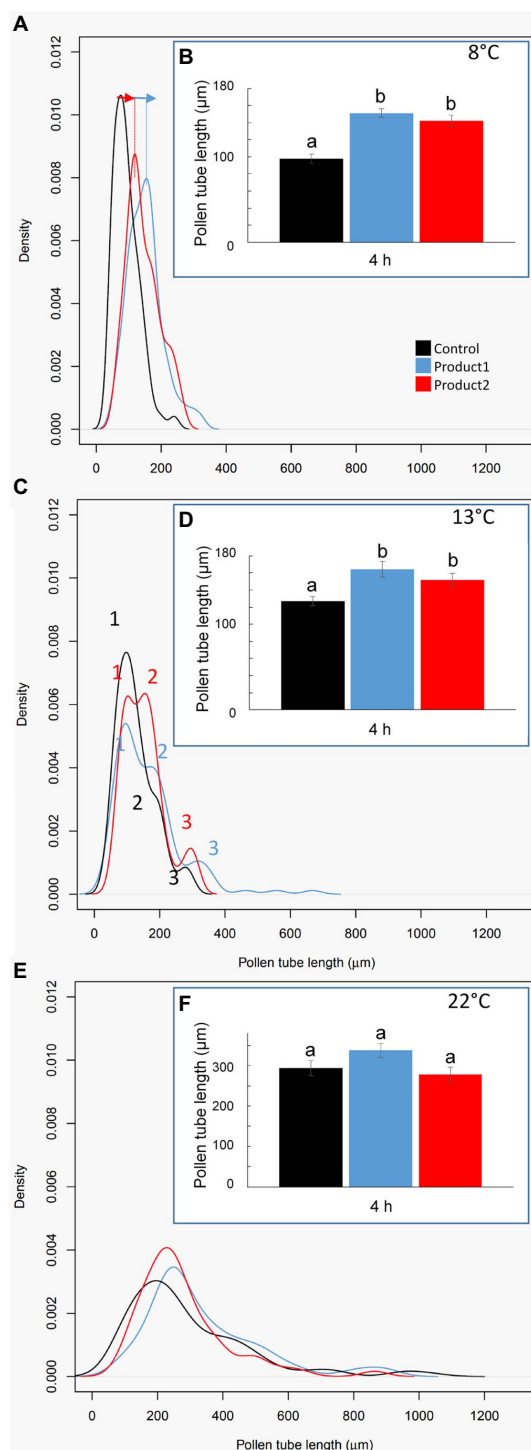 A
0.012
0.010
0.008
0.006
0.004
0.002
0.000
Density
0 200 400 600 800 1000 1200
B
8°C
Pollen tube length (µm)
180
100
0
a
b
b
4 h
Control
Product1
Product2
C
0.012
0.010
0.008
0.006
0.004
0.002
0.000
Density
1
1
2
1
2
2
3
3
3
0 200 400 600 800 1000 1200
Pollen tube length (µm)
D
13°C
Pollen tube length (µm)
180
100
0
a
b
b
4 h
E
0.012
0.010
0.008
0.006
0.004
0.002
0.000
Density
0 200 400 600 800 1000 1200
Pollen tube length (µm)
F
22°C
Pollen tube length (µm)
300
200
100
0
a
a
a
4 h